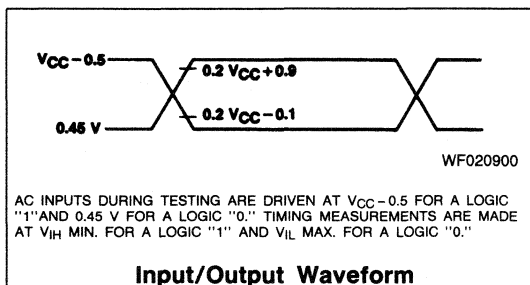 VCC−0.5
0.2 VCC+0.9
0.2 VCC−0.1
0.45 V
WF020900
AC INPUTS DURING TESTING ARE DRIVEN AT VCC−0.5 FOR A LOGIC
"1"AND 0.45 V FOR A LOGIC "0." TIMING MEASUREMENTS ARE MADE
AT VIH MIN. FOR A LOGIC "1" AND VIL MAX. FOR A LOGIC "0."
Input/Output Waveform